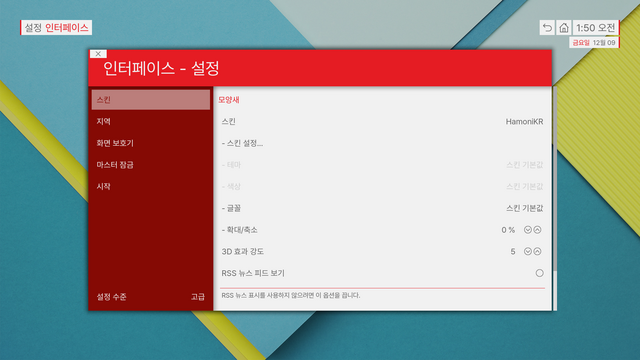 설정 인터페이스
1:50 오전
금요일 12월 09
인터페이스 - 설정
스킨
지역
화면 보호기
마스터 잠금
시작
설정 수준 고급
모양새
스킨 HamoniKR
- 스킨 설정...
- 테마 스킨 기본값
- 색상 스킨 기본값
- 글꼴 스킨 기본값
- 확대/축소 0 %
3D 효과 강도 5
RSS 뉴스 피드 보기
RSS 뉴스 표시를 사용하지 않으려면 이 옵션을 끕니다.